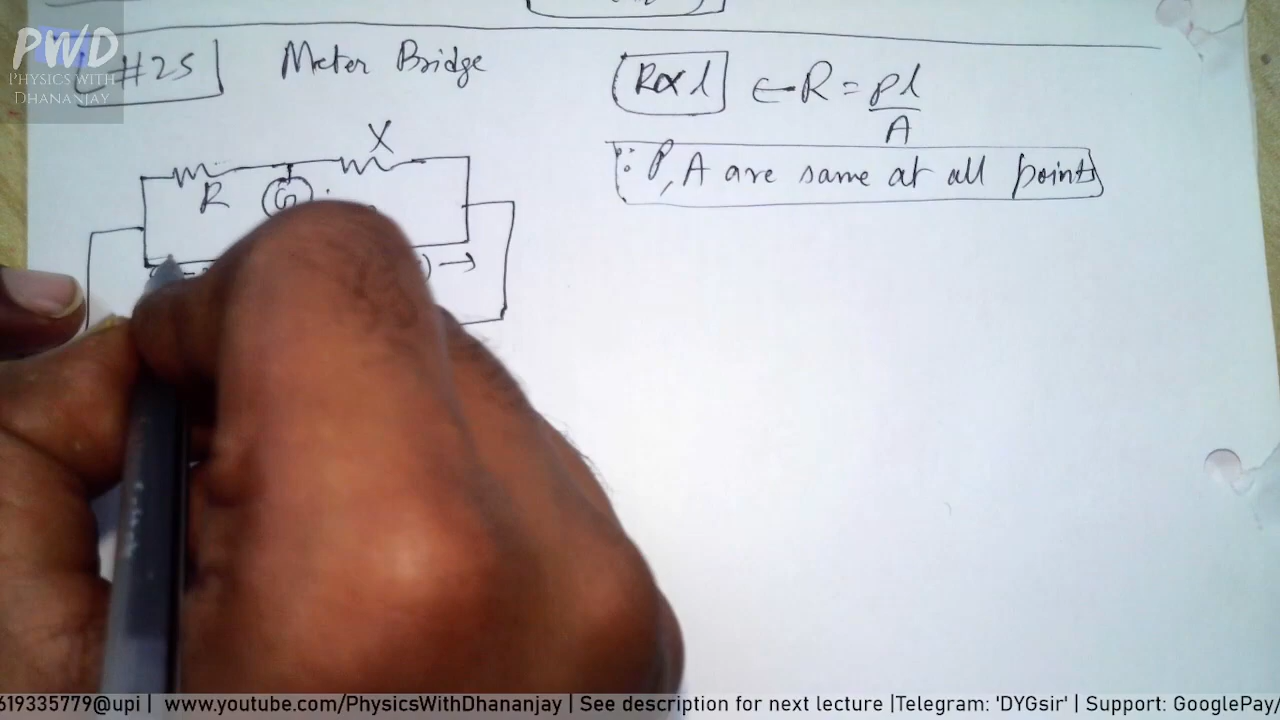 PWD
PHYSICS WITH
DHANANJAY
#25
Meter Bridge
R∝l ← R = ρl
A
∵ ρ, A are same at all points
X
R
G
619335779@upi | www.youtube.com/PhysicsWithDhananjay | See description for next lecture |Telegram: 'DYGsir' | Support: GooglePay/